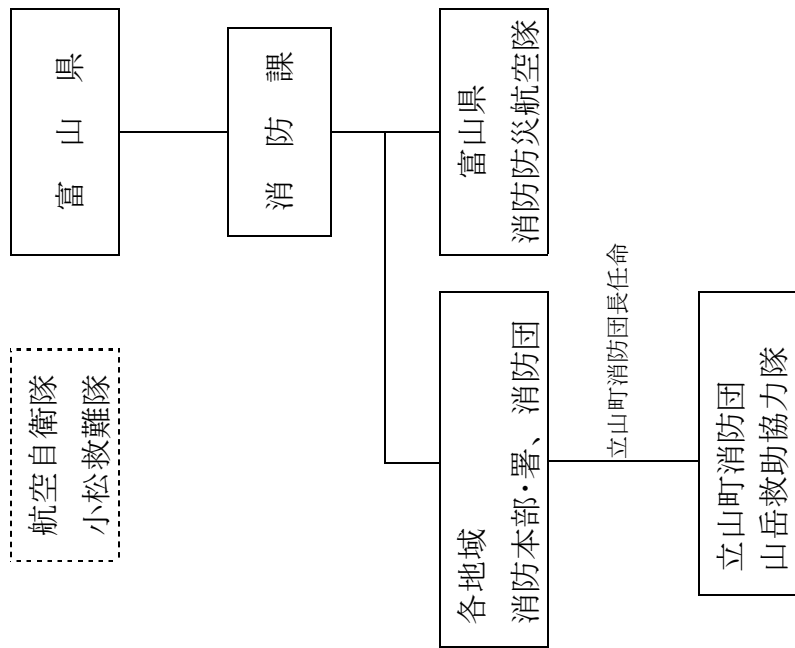 航空自衛隊
小松救難隊
富山県
消防課
各地域
消防本部・署、消防団
富山県
消防防災航空隊
立山町消防団長任命
立山町消防団
山岳救助協力隊